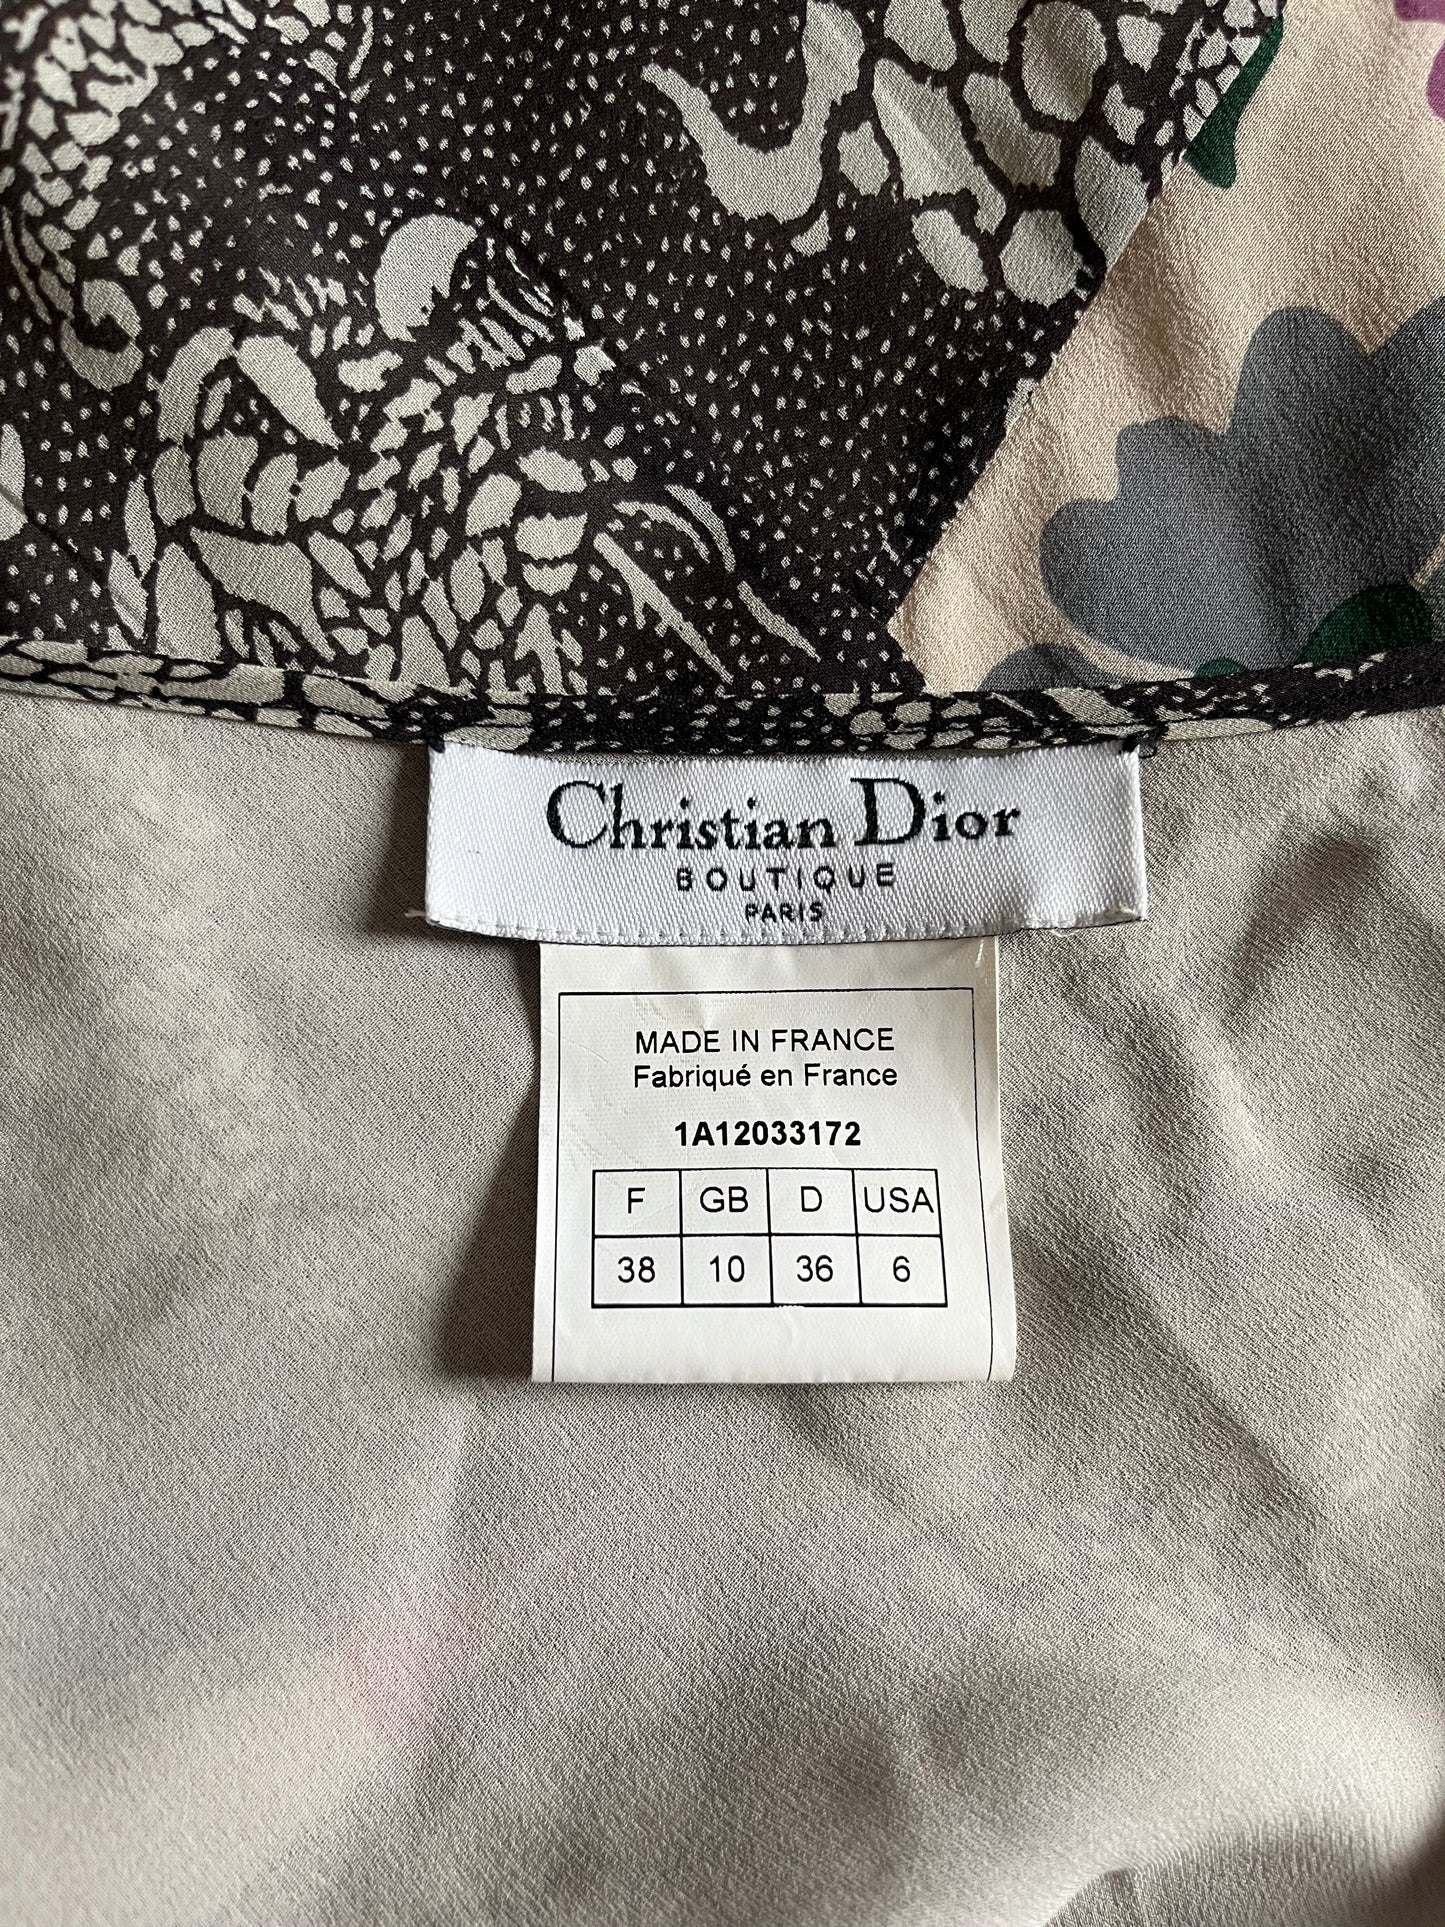 Christian Dior
BOUTIQUE
PARIS
MADE IN FRANCE
Fabriqué en France
1A12033172
F GB D USA
38 10 36 6